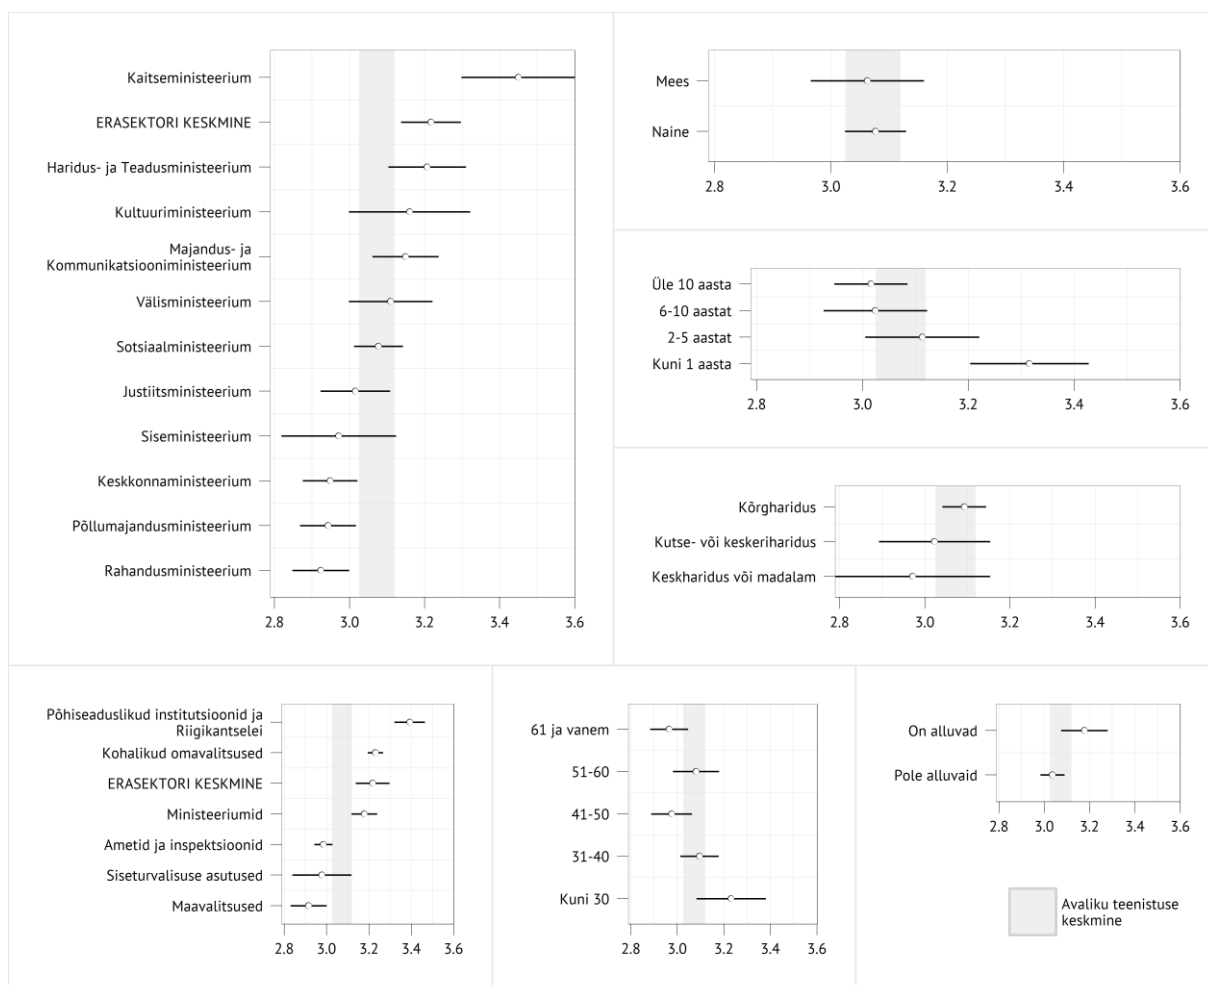 Kaitseministeerium
ERASEKTORI KESKMINE
Haridus- ja Teadusministeerium
Kultuuriministeerium
Majandus- ja
Kommunikatsiooniministeerium
Välisministeerium
Sotsiaalministeerium
Justiitsministeerium
Siseministeerium
Keskkonnaministeerium
Põllumajandusministeerium
Rahandusministeerium
2.8 3.0 3.2 3.4 3.6
Mees
Naine
2.8 3.0 3.2 3.4 3.6
Üle 10 aasta
6-10 aastat
2-5 aastat
Kuni 1 aasta
2.8 3.0 3.2 3.4 3.6
Kõrgharidus
Kutse- või keskeriharidus
Keskharidus või madalam
2.8 3.0 3.2 3.4 3.6
Põhiseaduslikud institutsioonid ja
Riigikantselei
Kohalikud omavalitsused
ERASEKTORI KESKMINE
Ministeeriumid
Ametid ja inspektsioonid
Siseturvalisuse asutused
Maavalitsused
2.8 3.0 3.2 3.4 3.6
61 ja vanem
51-60
41-50
31-40
Kuni 30
2.8 3.0 3.2 3.4 3.6
On alluvad
Pole alluvaid
2.8 3.0 3.2 3.4 3.6
Avaliku teenistuse
keskmine